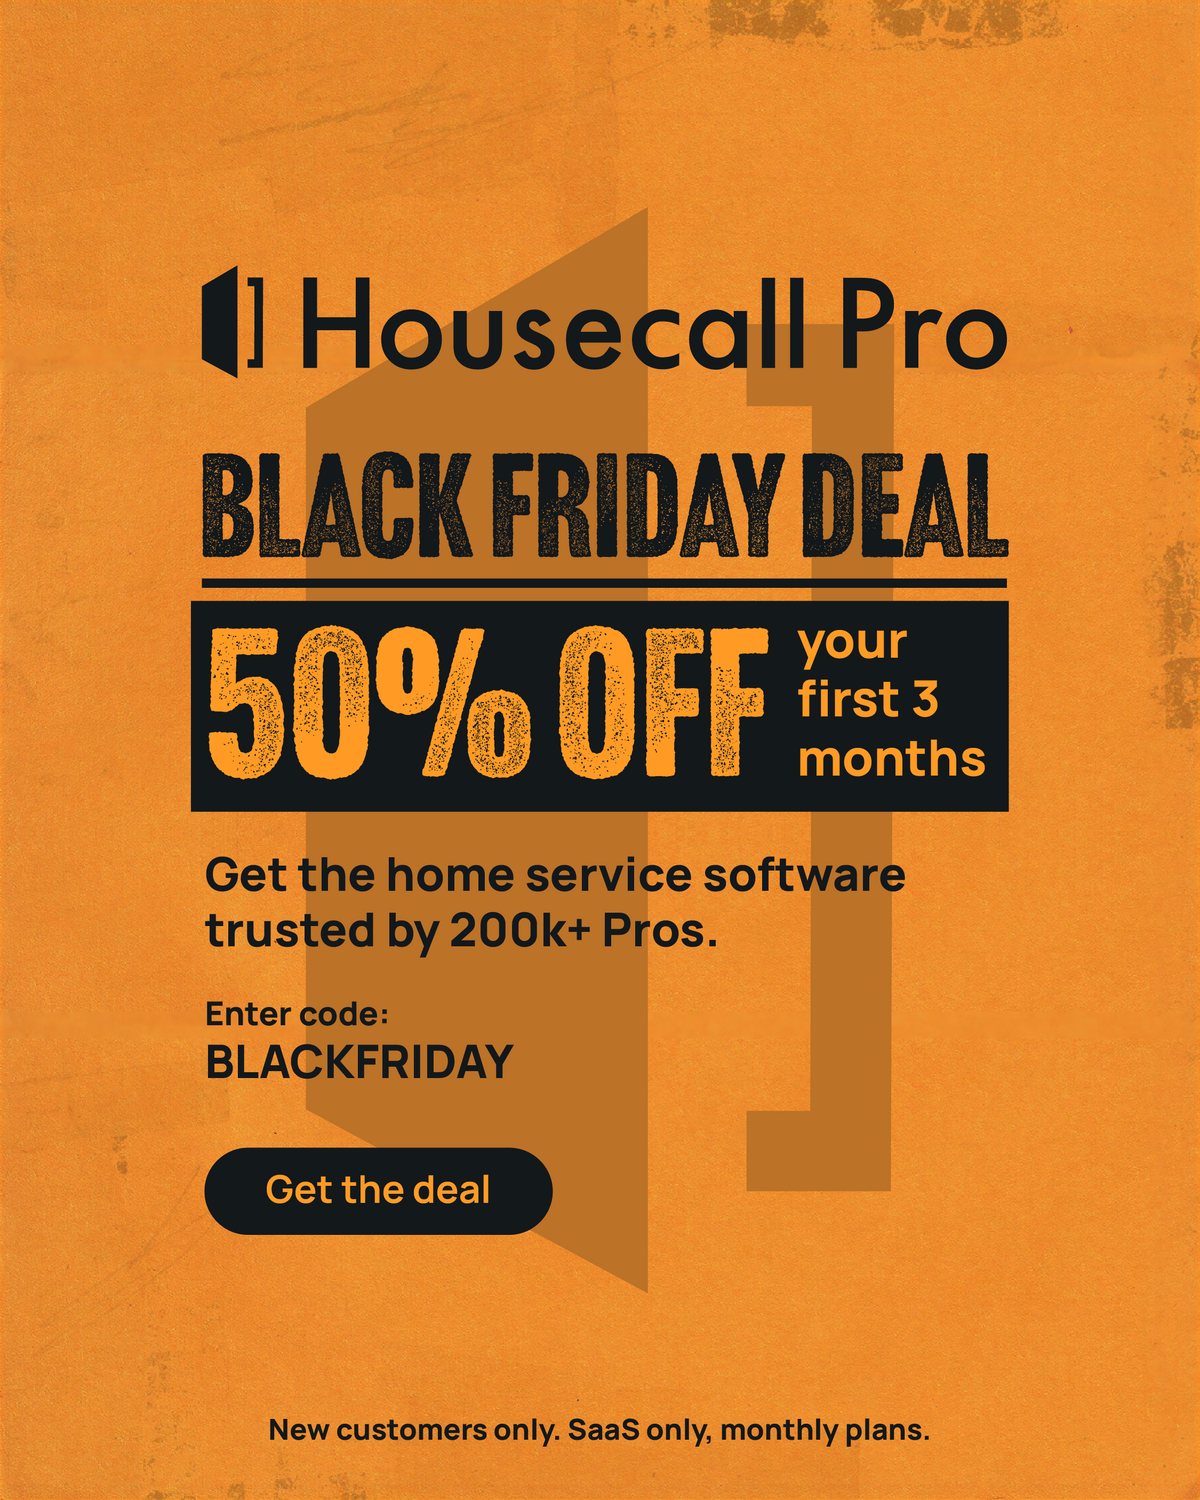 Housecall Pro
BLACK FRIDAY DEAL
50% OFF
your
first 3
months
Get the home service software
trusted by 200k+ Pros.
Enter code:
BLACKFRIDAY
Get the deal
New customers only. SaaS only, monthly plans.